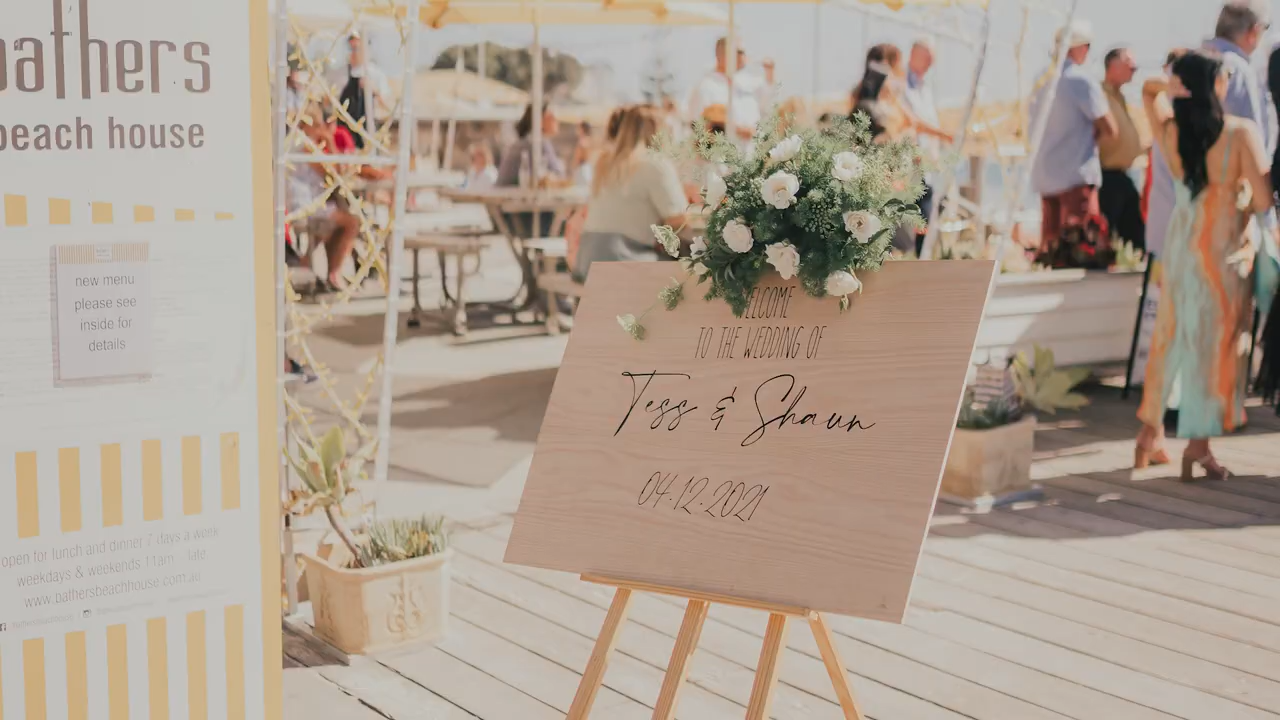 bathers
beach house
new menu
please see
inside for
details
open for lunch and dinner 7 days a week
weekdays & weekends 11am - late
www.bathersbeachhouse.com.au
WELCOME
TO THE WEDDING OF
Tess & Shaun
04.12.2021